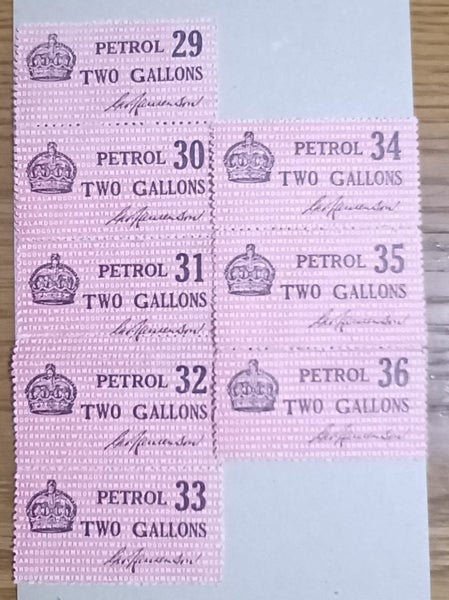 PETROL 29
TWO GALLONS
PETROL 30
TWO GALLONS
PETROL 31
TWO GALLONS
PETROL 32
TWO GALLONS
PETROL 33
TWO GALLONS
PETROL 34
TWO GALLONS
PETROL 35
TWO GALLONS
PETROL 36
TWO GALLONS